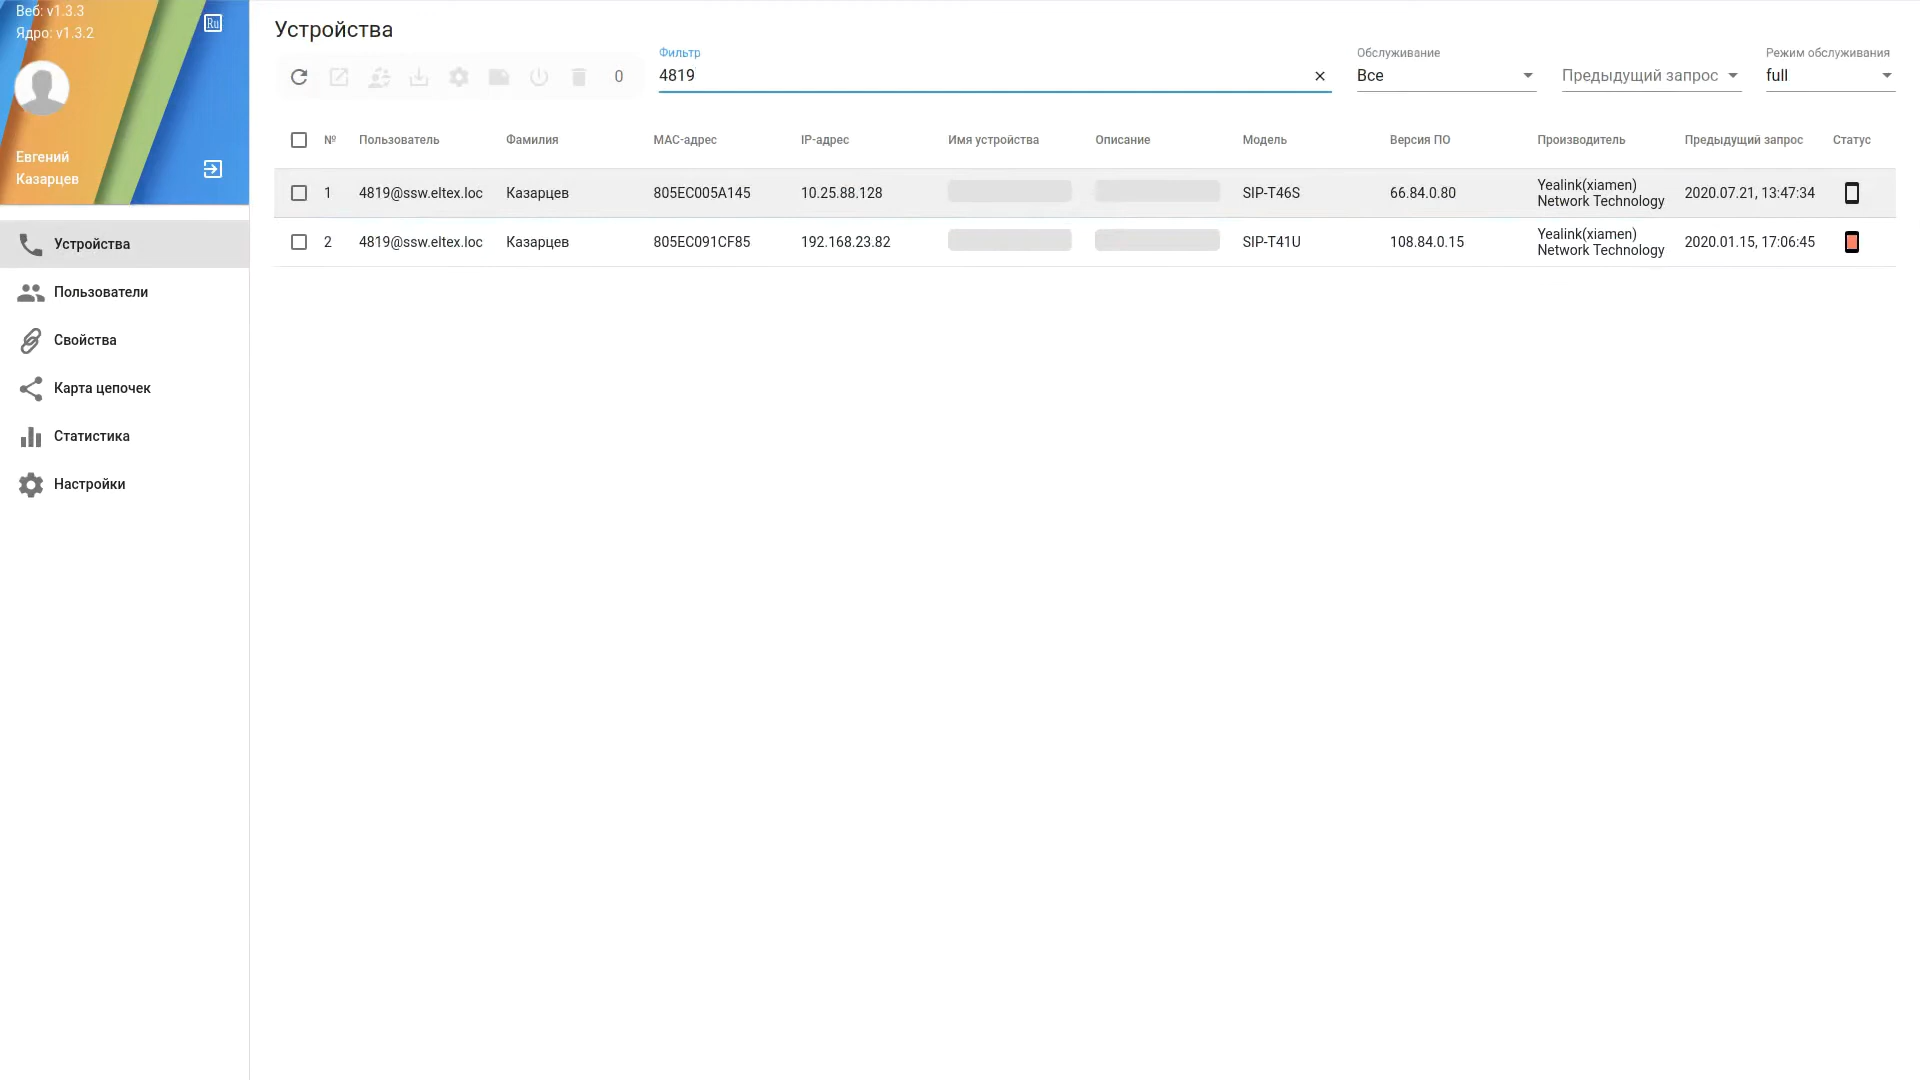 Веб: v1.3.3
Ru
Ядро: v1.3.2
Евгений
Казарцев
Устройства
Пользователи
Свойства
Карта цепочек
Статистика
Настройки
Устройства
0
Фильтр
4819
Обслуживание
Все
Предыдущий запрос
Режим обслуживания
full
№ Пользователь Фамилия MAC-адрес IP-адрес Имя устройства Описание Модель Версия ПО Производитель Предыдущий запрос Статус
1 4819@ssw.eltex.loc Казарцев 805EC005A145 10.25.88.128 SIP-T46S 66.84.0.80 Yealink(xiamen) Network Technology 2020.07.21, 13:47:34
2 4819@ssw.eltex.loc Казарцев 805EC091CF85 192.168.23.82 SIP-T41U 108.84.0.15 Yealink(xiamen) Network Technology 2020.01.15, 17:06:45